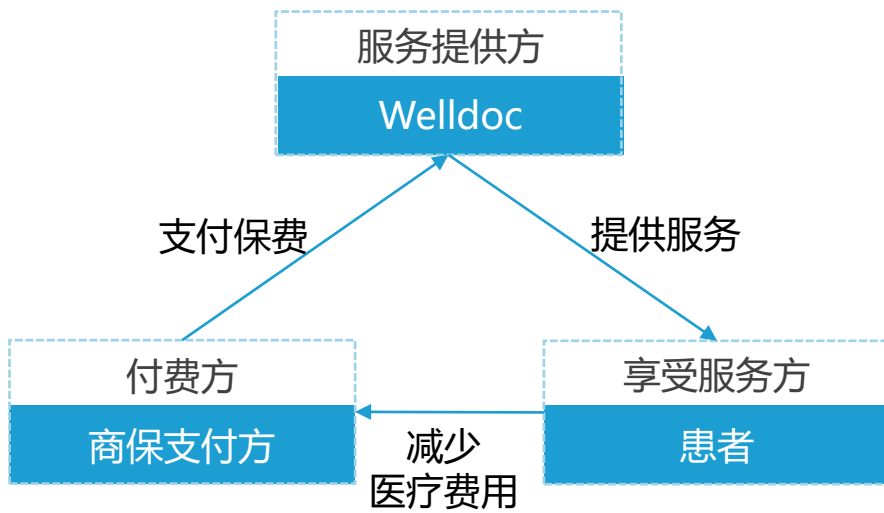 服务提供方
Welldoc
支付保费
提供服务
付费方
商保支付方
享受服务方
患者
减少
医疗费用